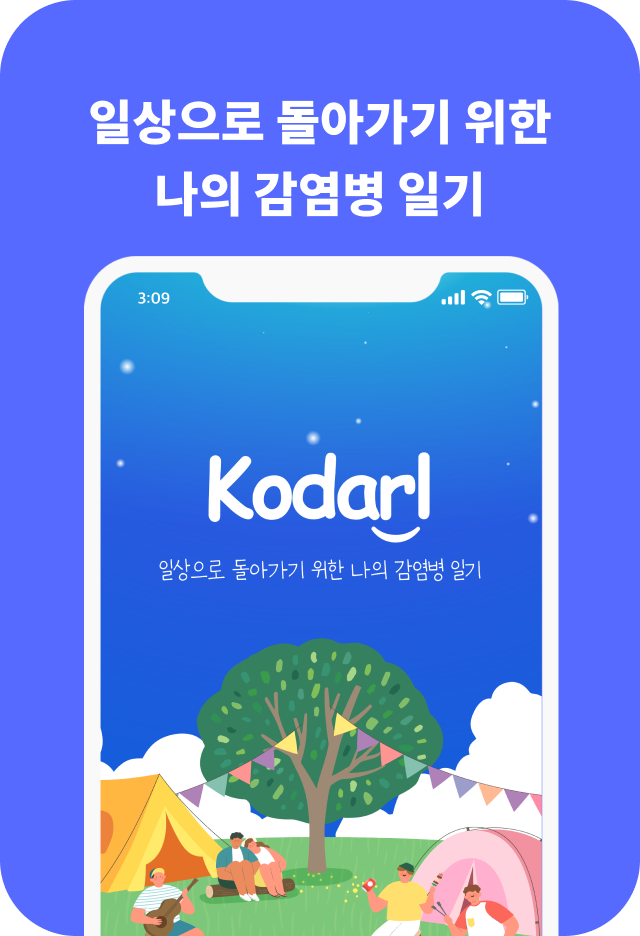 일상으로 돌아가기 위한
나의 감염병 일기
3:09
Kodarl
일상으로 돌아가기 위한 나의 감염병 일기